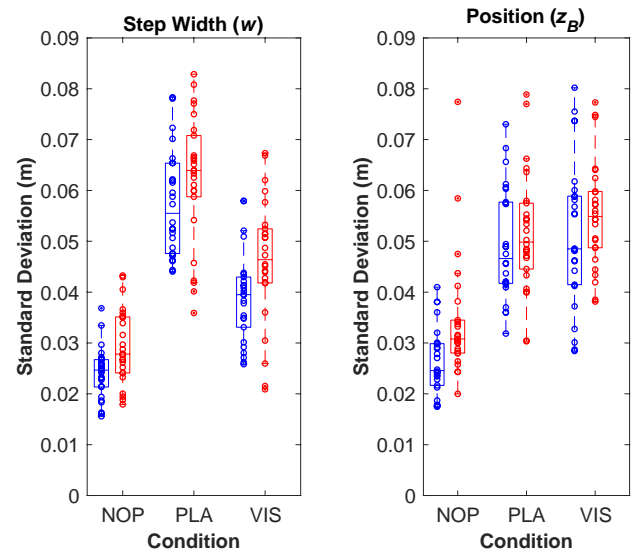 Step Width (w)
Standard Deviation (m)
0.09
0.08
0.07
0.06
0.05
0.04
0.03
0.02
0.01
0
NOP PLA VIS
Condition
Position (z_B)
Standard Deviation (m)
0.09
0.08
0.07
0.06
0.05
0.04
0.03
0.02
0.01
0
NOP PLA VIS
Condition